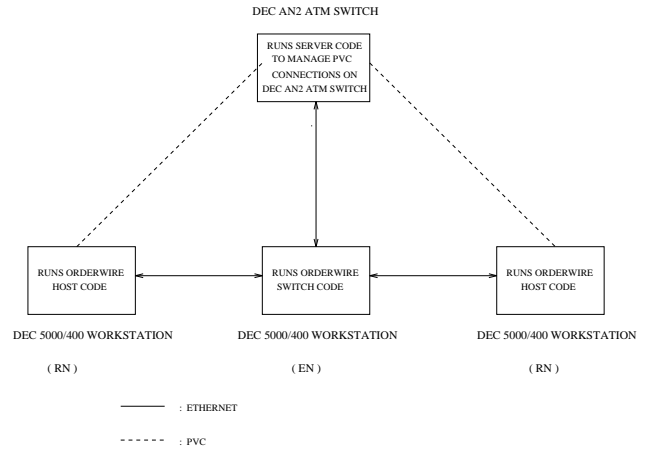 DEC AN2 ATM SWITCH
RUNS SERVER CODE
TO MANAGE PVC
CONNECTIONS ON
DEC AN2 ATM SWITCH
RUNS ORDERWIRE
HOST CODE
RUNS ORDERWIRE
SWITCH CODE
RUNS ORDERWIRE
HOST CODE
DEC 5000/400 WORKSTATION
DEC 5000/400 WORKSTATION
DEC 5000/400 WORKSTATION
( RN )
( EN )
( RN )
: ETHERNET
: PVC